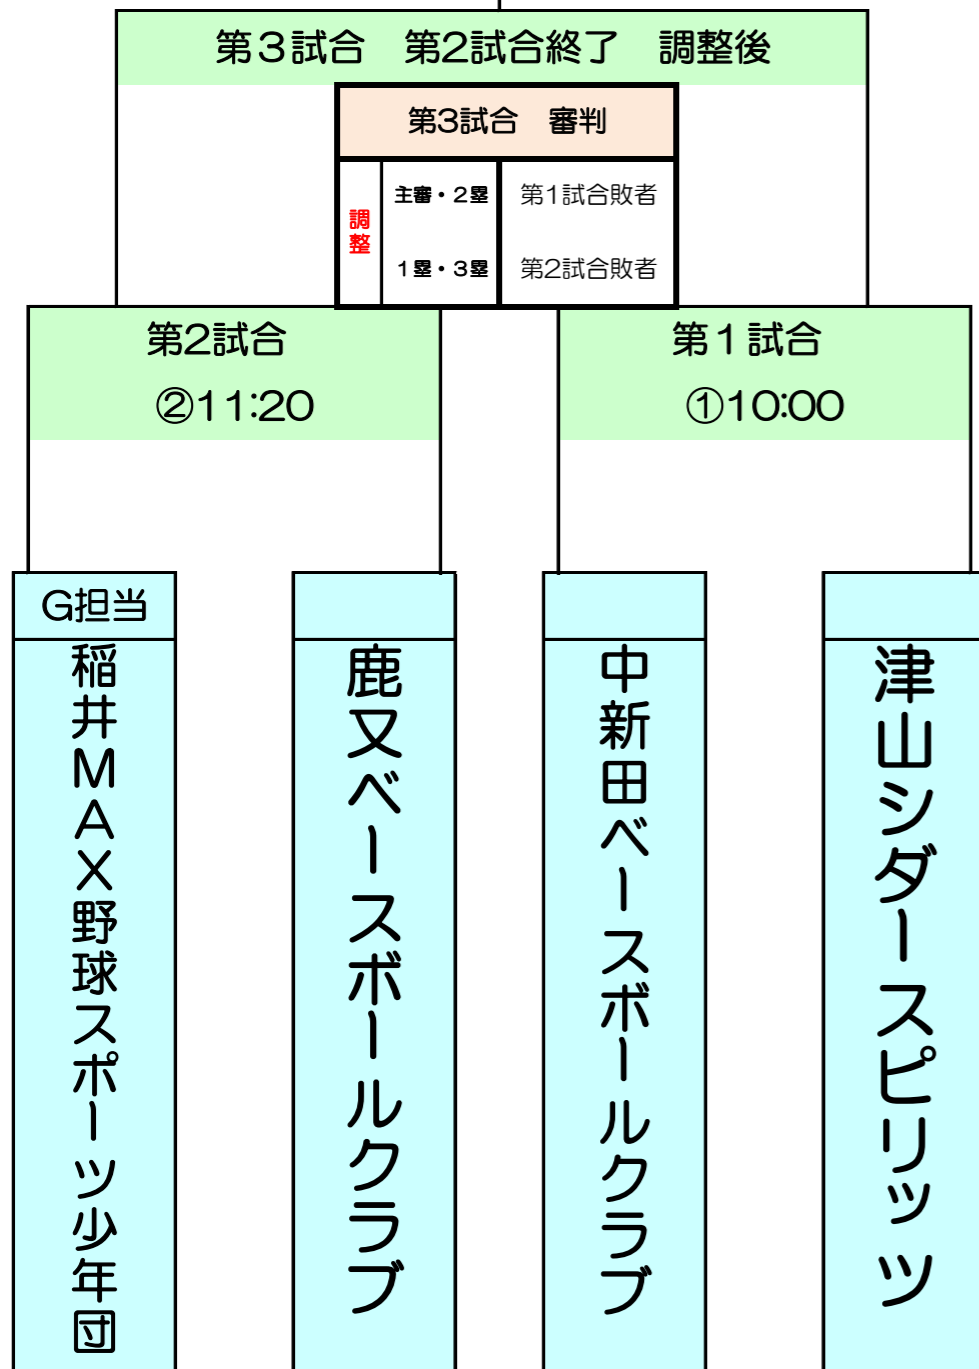 第３試合　第2試合終了　調整後
第3試合　審判
調整
主審・２塁
第1試合敗者
１塁・３塁
第2試合敗者
第2試合
②11:20
第１試合
①10:00
G担当
稲井ＭＡＸ野球スポーツ少年団
鹿又ベースボールクラブ
中新田ベースボールクラブ
津山シダースピリッツ